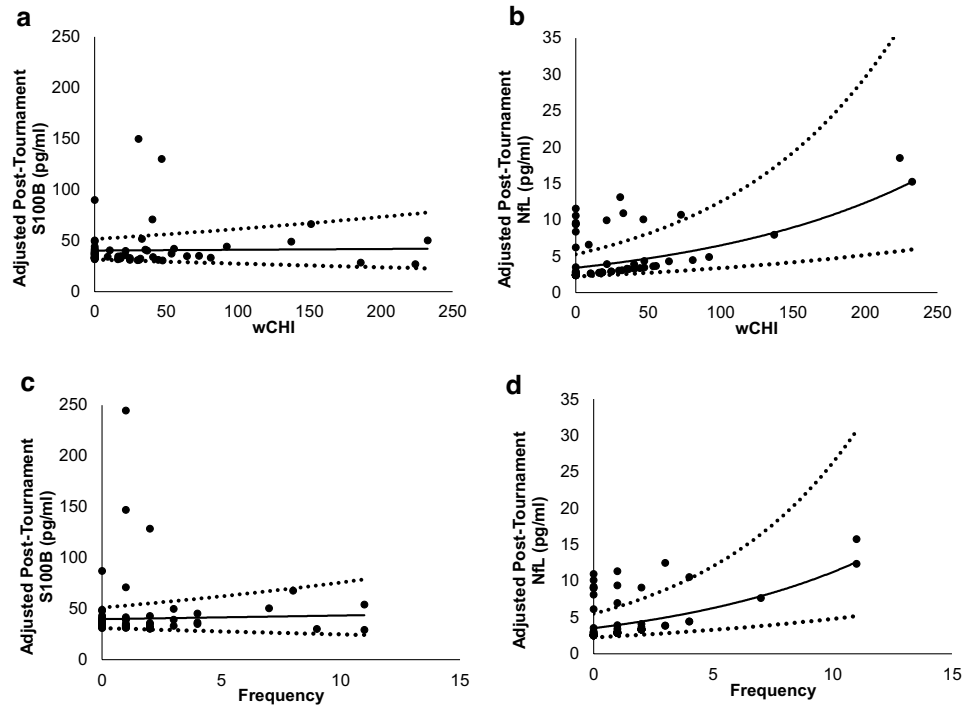 a
Adjusted Post-Tournament
S100B (pg/ml)
250
200
150
100
50
0
0 50 100 150 200 250
wCHI
b
Adjusted Post-Tournament
NfL (pg/ml)
35
30
25
20
15
10
5
0
0 50 100 150 200 250
wCHI
c
Adjusted Post-Tournament
S100B (pg/ml)
250
200
150
100
50
0
0 5 10 15
Frequency
d
Adjusted Post-Tournament
NfL (pg/ml)
35
30
25
20
15
10
5
0
0 5 10 15
Frequency